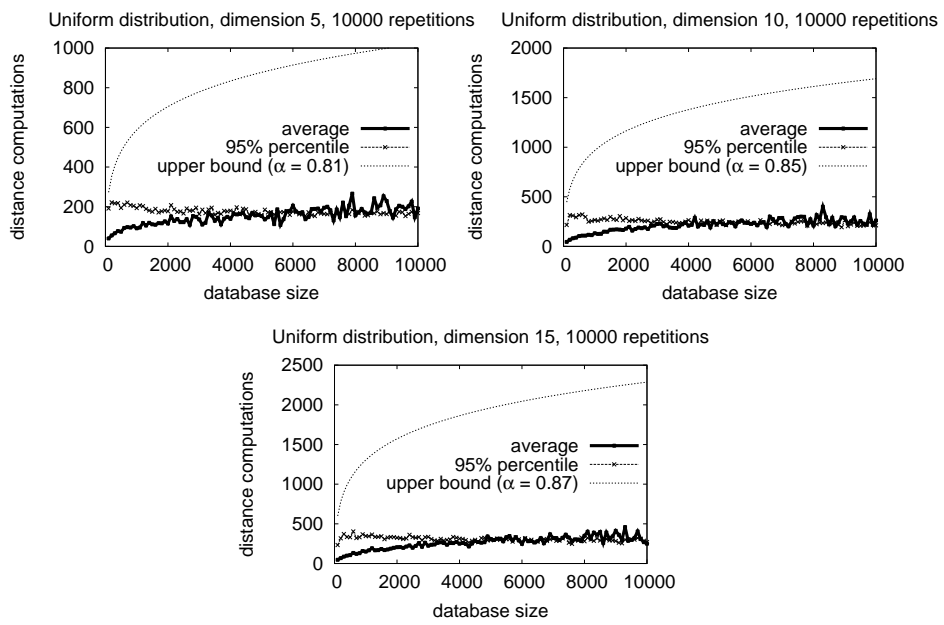 Uniform distribution, dimension 5, 10000 repetitions
1000
800
600
400
200
0
distance computations
average
95% percentile
upper bound (α = 0.81)
0 2000 4000 6000 8000 10000
database size
Uniform distribution, dimension 10, 10000 repetitions
2000
1500
1000
500
0
distance computations
average
95% percentile
upper bound (α = 0.85)
0 2000 4000 6000 8000 10000
database size
Uniform distribution, dimension 15, 10000 repetitions
2500
2000
1500
1000
500
0
distance computations
average
95% percentile
upper bound (α = 0.87)
0 2000 4000 6000 8000 10000
database size